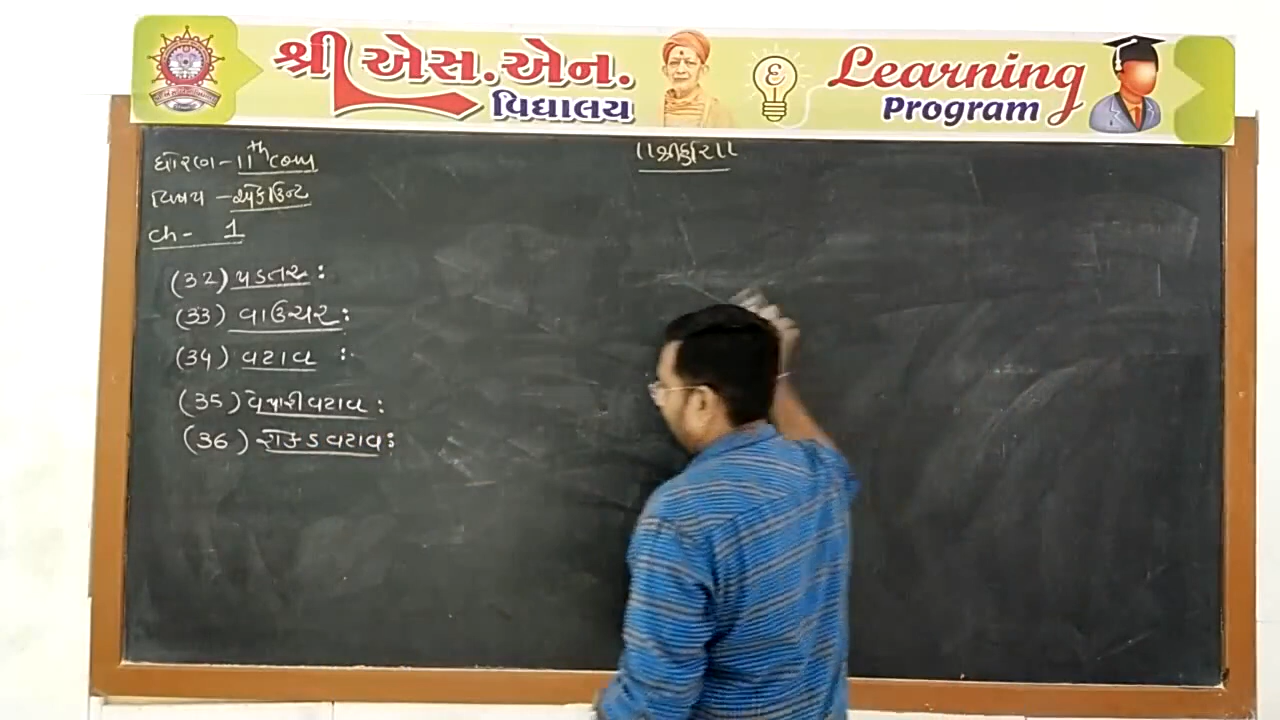 શ્રી એસ.એન.
વિદ્યાલય
Learning
Program
॥શ્રીહરિ॥
ધોરણ - 11th com
વિષય - એકાઉન્ટ
ch - 1
(32) પડતર :
(33) વાઉચર :
(34) વટાવ :
(35) વેપારી વટાવ :
(36) રોકડ વટાવ :